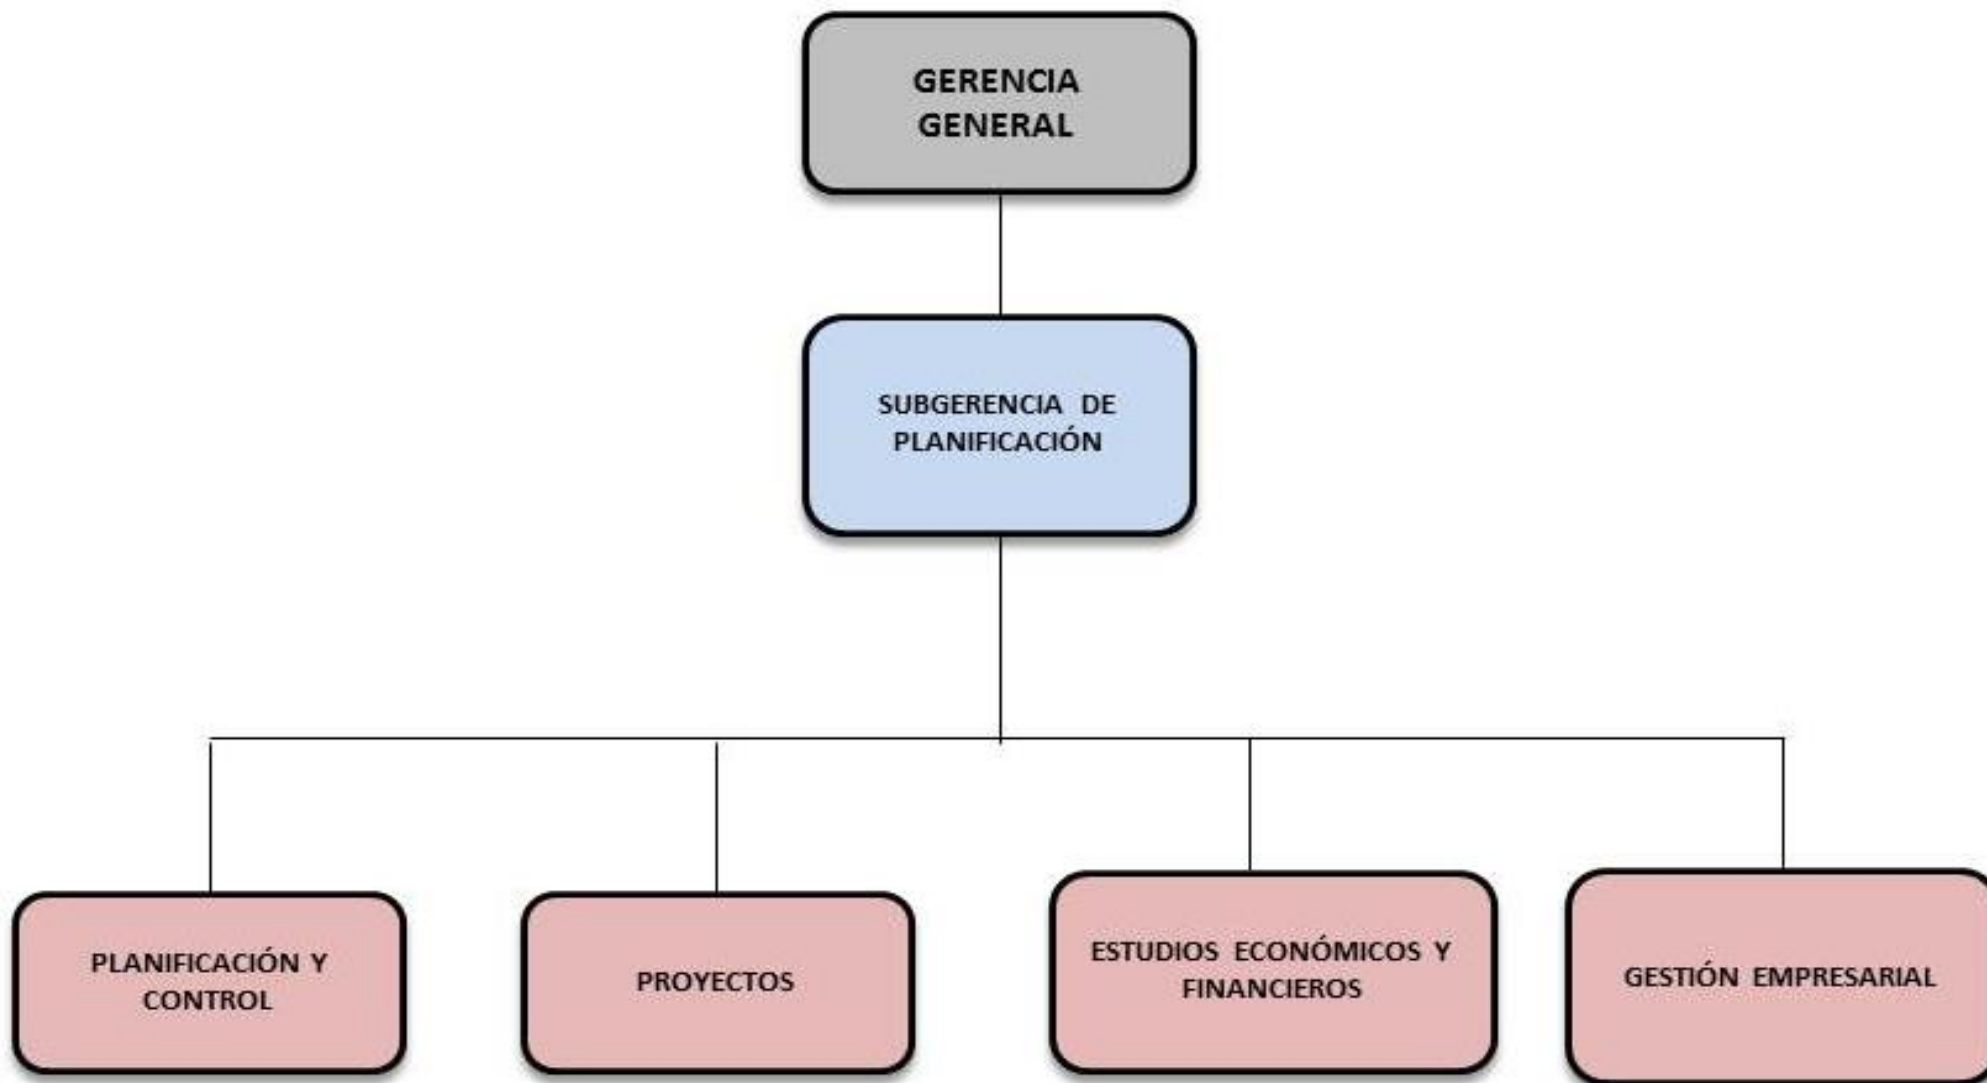 GERENCIA
GENERAL
SUBGERENCIA DE
PLANIFICACIÓN
PLANIFICACIÓN Y
CONTROL
PROYECTOS
ESTUDIOS ECONÓMICOS Y
FINANCIEROS
GESTIÓN EMPRESARIAL